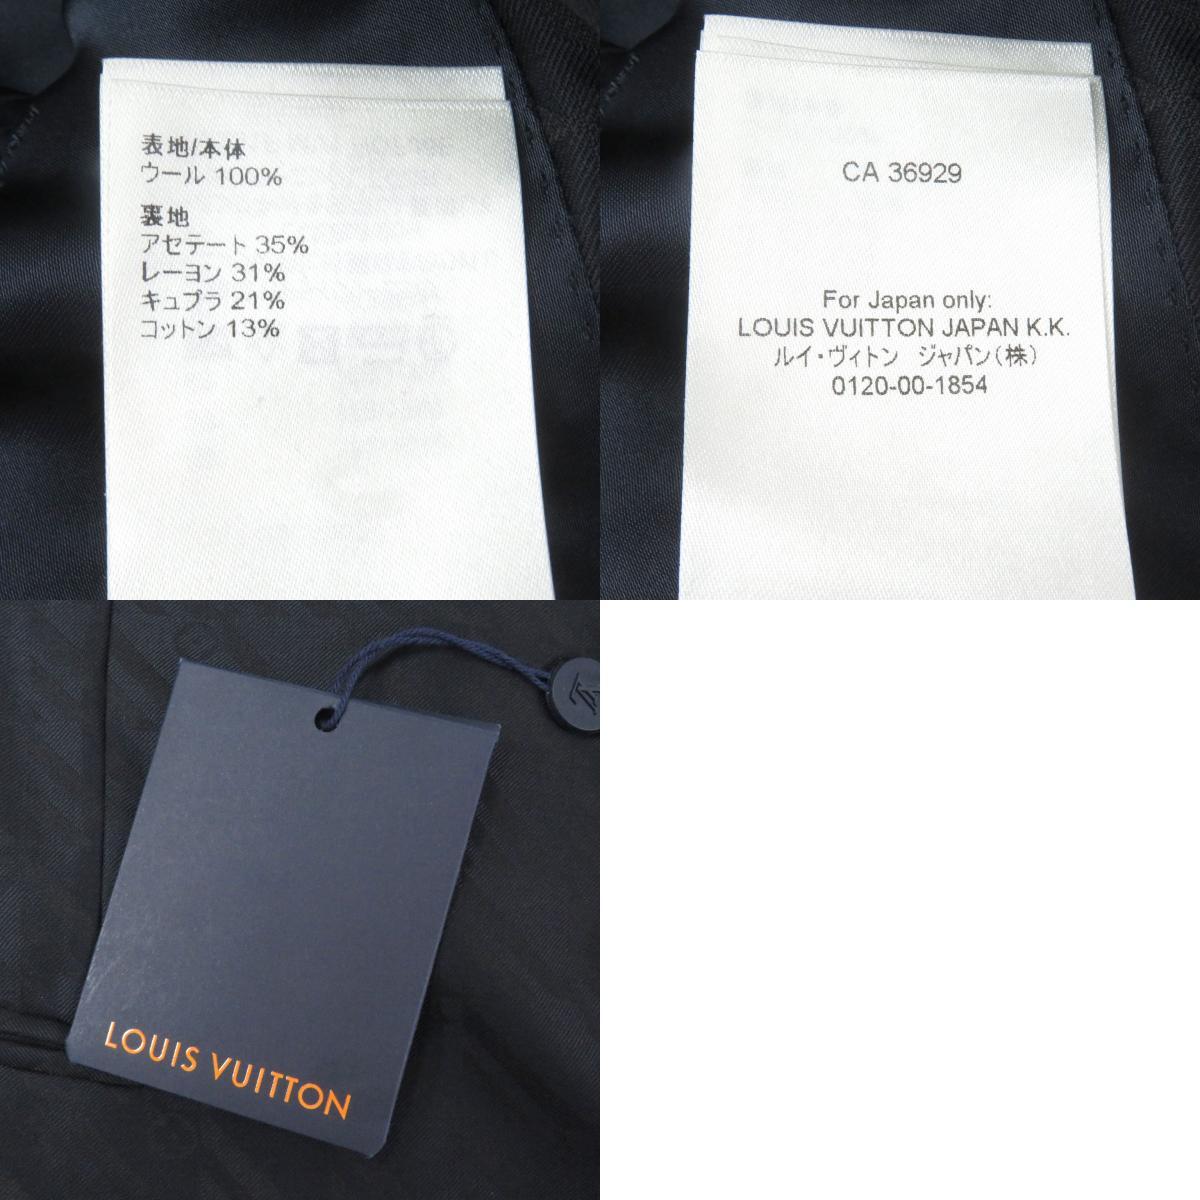 表地/本体
ウール 100%
裏地
アセテート 35%
レーヨン 31%
キュプラ 21%
コットン 13%
CA 36929
For Japan only:
LOUIS VUITTON JAPAN K.K.
ルイ・ヴィトン ジャパン(株)
0120-00-1854
LOUIS VUITTON